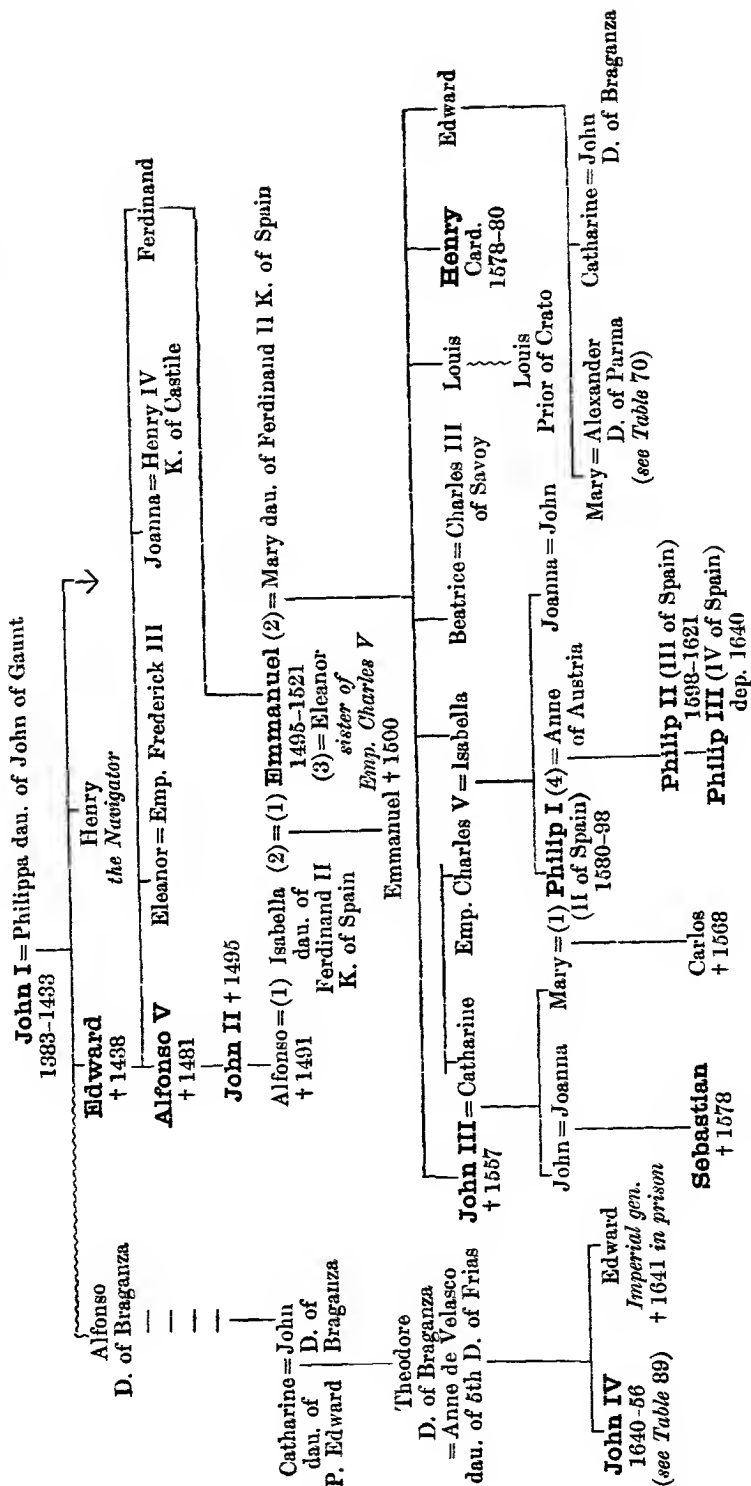 John I = Philippa dau. of John of Gaunt
1383–1433
Alfonso
D. of Braganza
Edward
† 1438
Henry
the Navigator
Alfonso V
† 1481
Eleanor = Emp. Frederick III
Joanna = Henry IV
K. of Castile
Ferdinand
John II † 1495
Alfonso = (1) Isabella (2) = (1) Emmanuel (2) = Mary dau. of Ferdinand II K. of Spain
† 1491
dau. of
Ferdinand II
K. of Spain
1495–1521
(3) = Eleanor
sister of
Emp. Charles V
Emmanuel † 1500
Catharine = John
dau. of
P. Edward
D. of
Braganza
John III = Catharine
† 1557
Emp. Charles V = Isabella
Beatrice = Charles III
of Savoy
Louis
Henry
Card.
1578–80
Edward
Louis
Prior of Crato
Theodore
D. of Braganza
= Anne de Velasco
dau. of 5th D. of Frias
John = Joanna
Mary = (1) Philip I (4) = Anne
(II of Spain)
1580–98
of Austria
Joanna = John
Mary = Alexander
D. of Parma
(see Table 70)
Catharine = John
D. of Braganza
John IV
1640–56
(see Table 89)
Edward
Imperial gen.
† 1641 in prison
Sebastian
† 1578
Carlos
† 1568
Philip II (III of Spain)
1598–1621
Philip III (IV of Spain)
dep. 1640